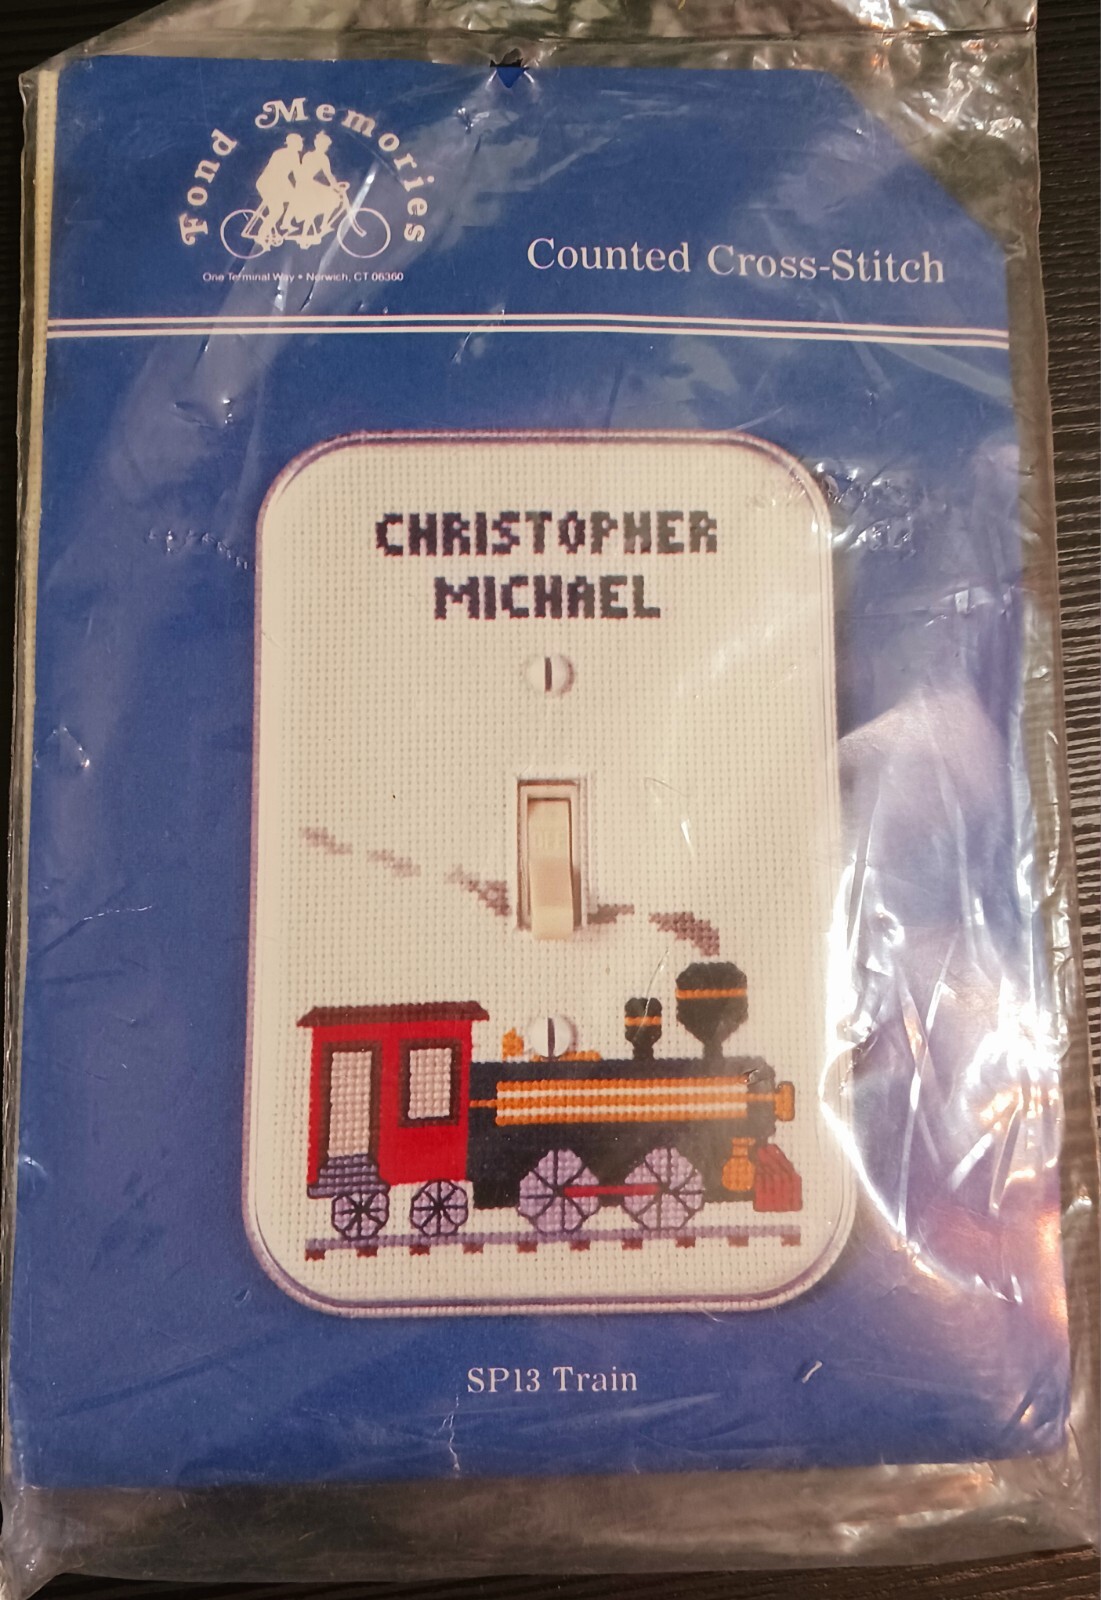 Fond Memories
One Terminal Way • Norwich, CT 06360
Counted Cross-Stitch
CHRISTOPHER
MICHAEL
SP13 Train